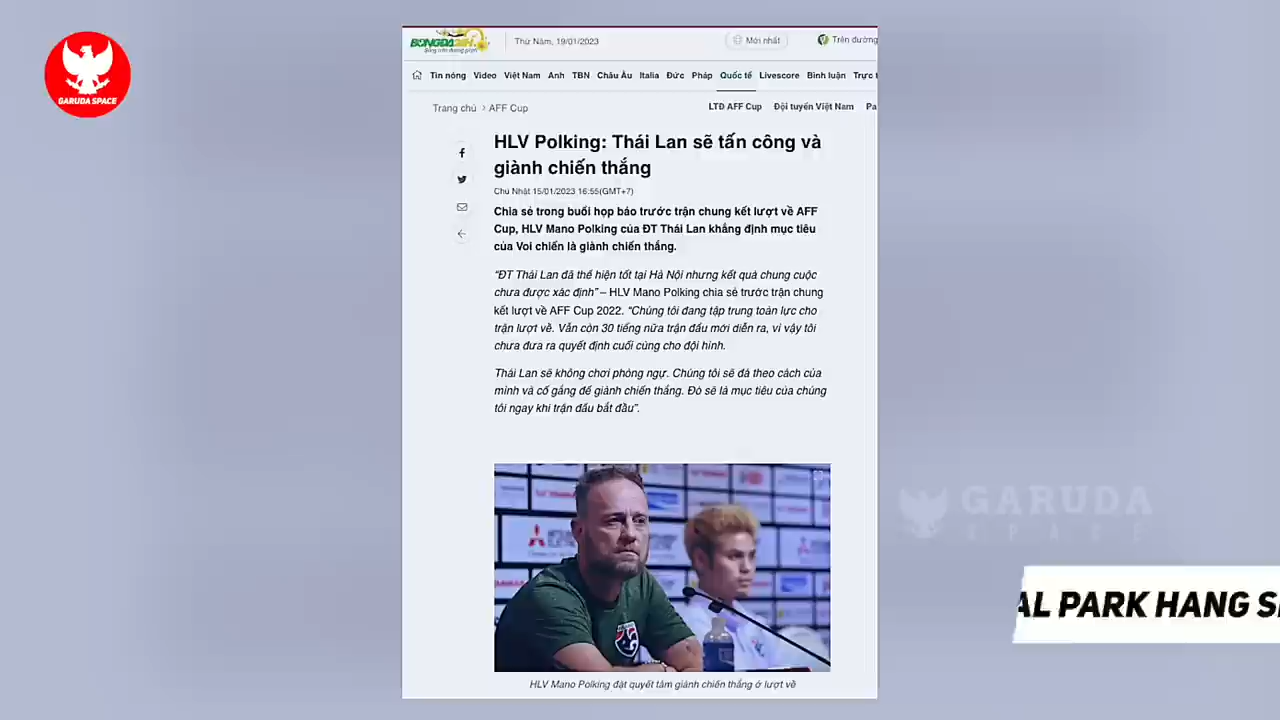 GARUDA SPACE
BONGDA24H
Thứ Năm, 19/01/2023
Mới nhất
Trên đường
Tin nóng Video Việt Nam Anh TBN Châu Âu Italia Đức Pháp Quốc tế Livescore Bình luận Trực t
Trang chủ > AFF Cup
LTĐ AFF Cup Đội tuyển Việt Nam Pa
HLV Polking: Thái Lan sẽ tấn công và
giành chiến thắng
Chủ Nhật 15/01/2023 16:55(GMT+7)
Chia sẻ trong buổi họp báo trước trận chung kết lượt về AFF
Cup, HLV Mano Polking của ĐT Thái Lan khẳng định mục tiêu
của Voi chiến là giành chiến thắng.
“ĐT Thái Lan đã thể hiện tốt tại Hà Nội nhưng kết quả chung cuộc
chưa được xác định” – HLV Mano Polking chia sẻ trước trận chung
kết lượt về AFF Cup 2022. “Chúng tôi đang tập trung toàn lực cho
trận lượt về. Vẫn còn 30 tiếng nữa trận đấu mới diễn ra, vì vậy tôi
chưa đưa ra quyết định cuối cùng cho đội hình.
Thái Lan sẽ không chơi phòng ngự. Chúng tôi sẽ đá theo cách của
mình và cố gắng để giành chiến thắng. Đó sẽ là mục tiêu của chúng
tôi ngay khi trận đấu bắt đầu”.
GARUDA
SPACE
AL PARK HANG S
HLV Mano Polking đặt quyết tâm giành chiến thắng ở lượt về